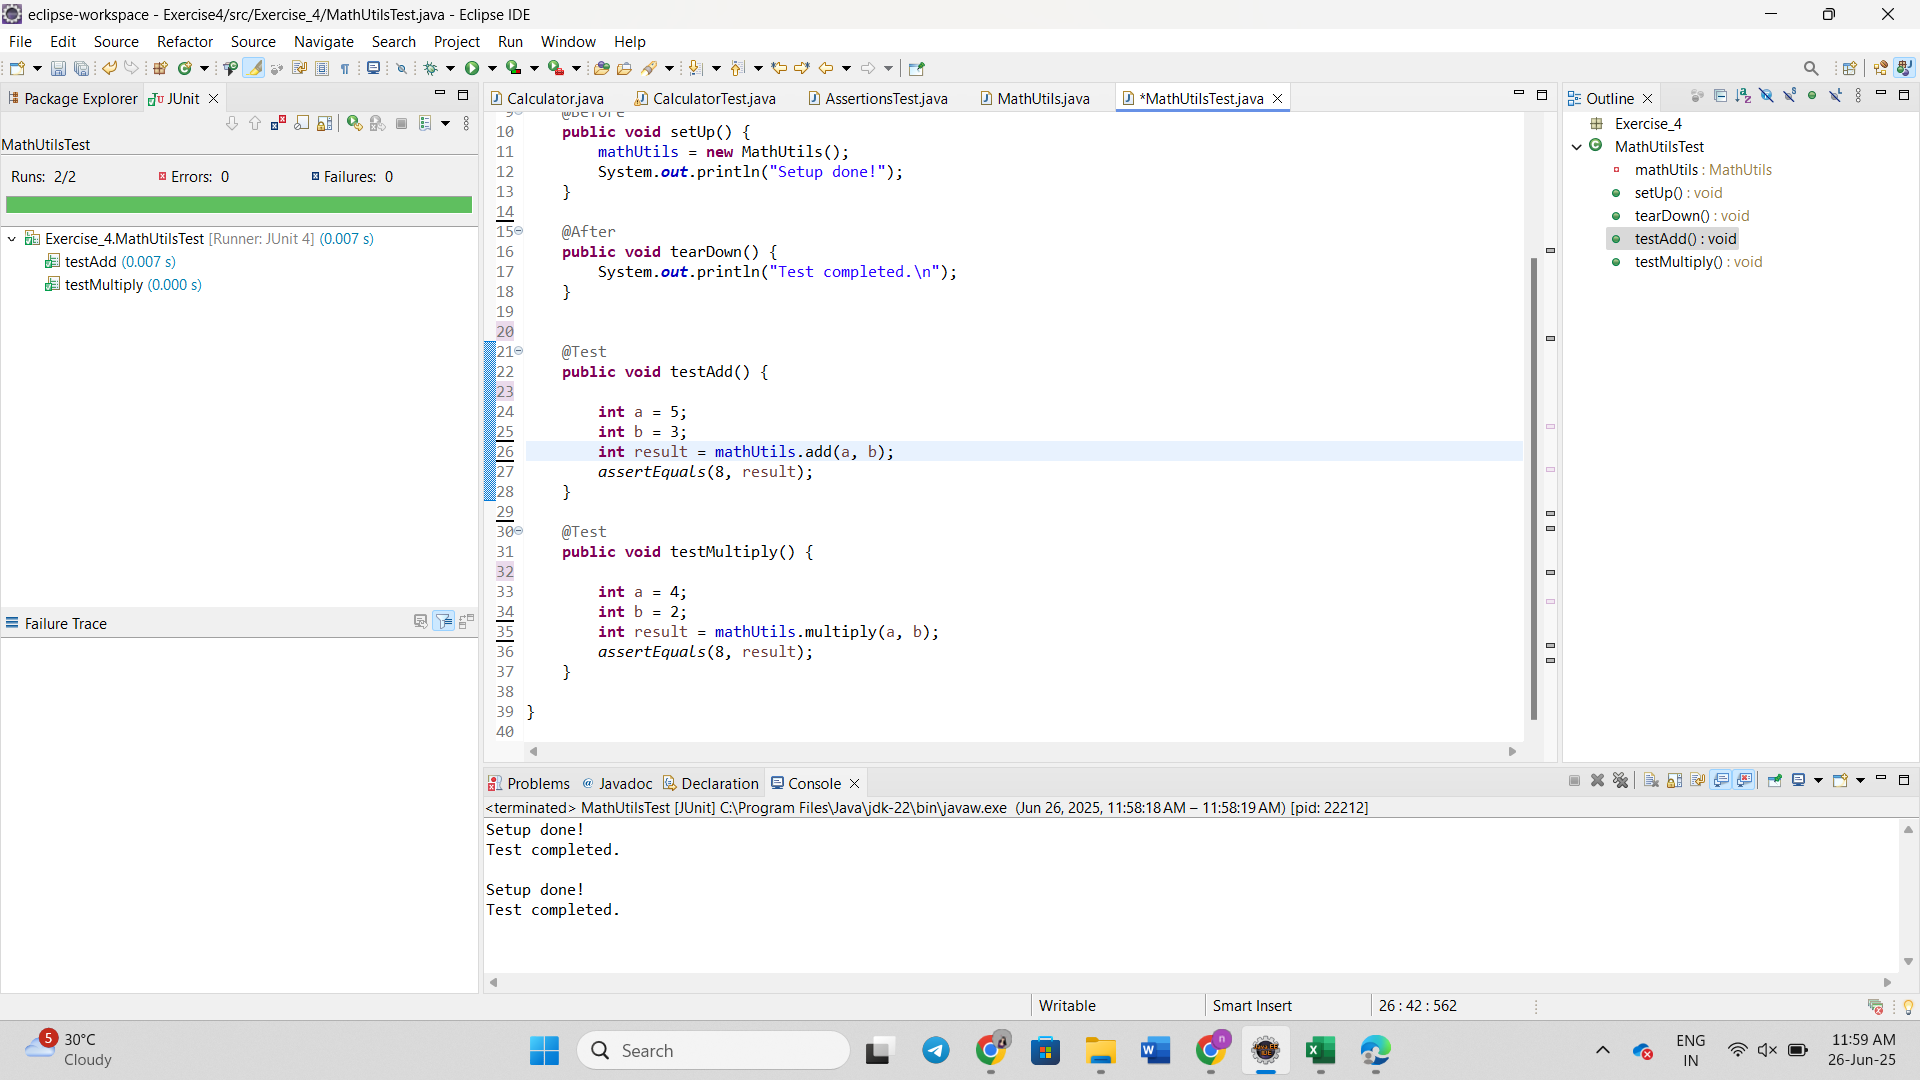 eclipse-workspace - Exercise4/src/Exercise_4/MathUtilsTest.java - Eclipse IDE
File Edit Source Refactor Source Navigate Search Project Run Window Help
Package Explorer JUnit
MathUtilsTest
Runs: 2/2 Errors: 0 Failures: 0
Exercise_4.MathUtilsTest [Runner: JUnit 4] (0.007 s)
testAdd (0.007 s)
testMultiply (0.000 s)
Failure Trace
Calculator.java CalculatorTest.java AssertionsTest.java MathUtils.java *MathUtilsTest.java
9 @Before
10 public void setUp() {
11 mathUtils = new MathUtils();
12 System.out.println("Setup done!");
13 }
14
15 @After
16 public void tearDown() {
17 System.out.println("Test completed.\n");
18 }
19
20
21 @Test
22 public void testAdd() {
23
24 int a = 5;
25 int b = 3;
26 int result = mathUtils.add(a, b);
27 assertEquals(8, result);
28 }
29
30 @Test
31 public void testMultiply() {
32
33 int a = 4;
34 int b = 2;
35 int result = mathUtils.multiply(a, b);
36 assertEquals(8, result);
37 }
38
39 }
40
Outline
Exercise_4
MathUtilsTest
mathUtils : MathUtils
setUp() : void
tearDown() : void
testAdd() : void
testMultiply() : void
Problems Javadoc Declaration Console
<terminated> MathUtilsTest [JUnit] C:\Program Files\Java\jdk-22\bin\javaw.exe (Jun 26, 2025, 11:58:18 AM – 11:58:19 AM) [pid: 22212]
Setup done!
Test completed.
Setup done!
Test completed.
Writable Smart Insert 26 : 42 : 562
5
30°C
Cloudy
Search
ENG
IN
11:59 AM
26-Jun-25